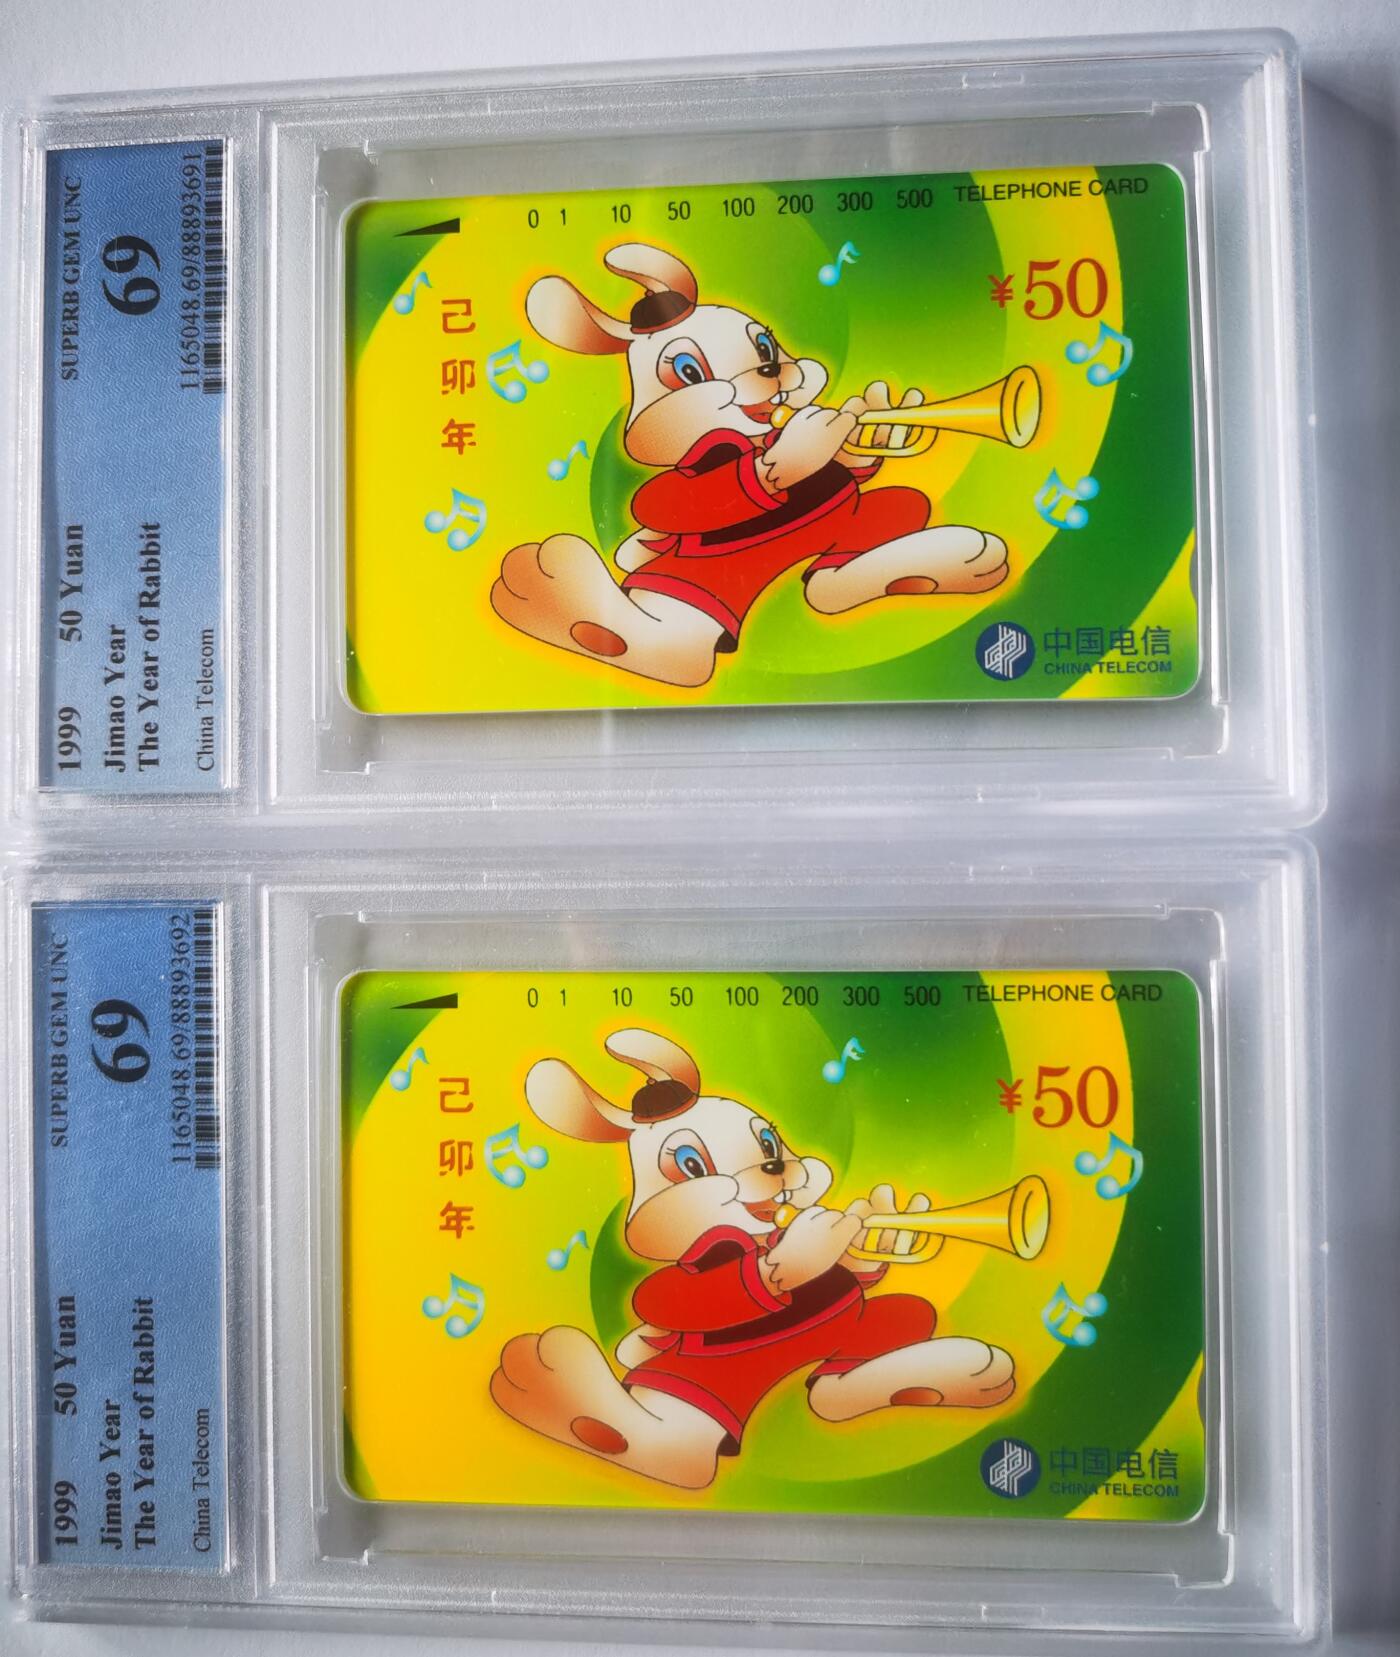 SUPERB GEM UNC
69
1165048.69/88893691
1999 50 Yuan
Jimao Year
The Year of Rabbit
China Telecom
0 1 10 50 100 200 300 500 TELEPHONE CARD
¥50
己卯年
中国电信
CHINA TELECOM
SUPERB GEM UNC
69
1165048.69/88893692
1999 50 Yuan
Jimao Year
The Year of Rabbit
China Telecom
0 1 10 50 100 200 300 500 TELEPHONE CARD
¥50
己卯年
中国电信
CHINA TELECOM